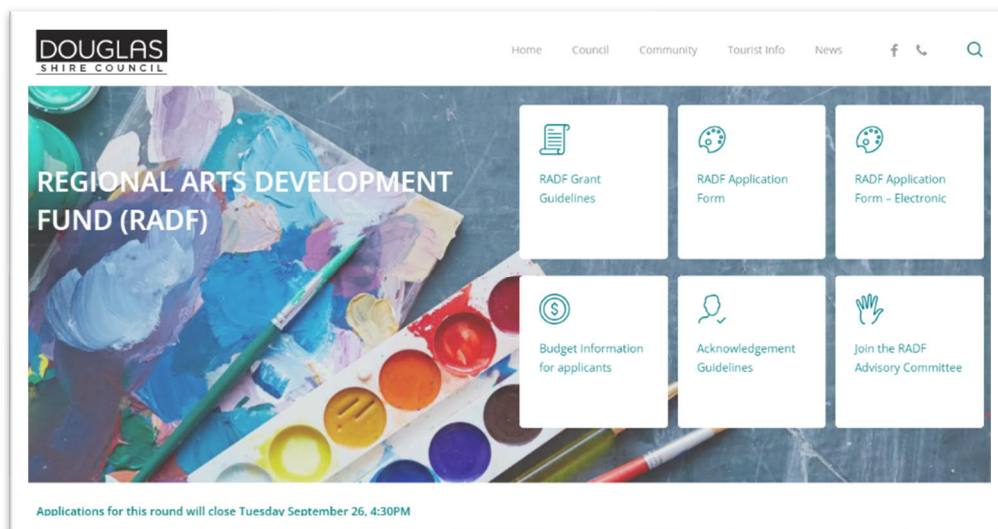 DOUGLAS
SHIRE COUNCIL
Home Council Community Tourist Info News
REGIONAL ARTS DEVELOPMENT
FUND (RADF)
RADF Grant
Guidelines
RADF Application
Form
RADF Application
Form – Electronic
Budget Information
for applicants
Acknowledgement
Guidelines
Join the RADF
Advisory Committee
Applications for this round will close Tuesday September 26, 4:30PM